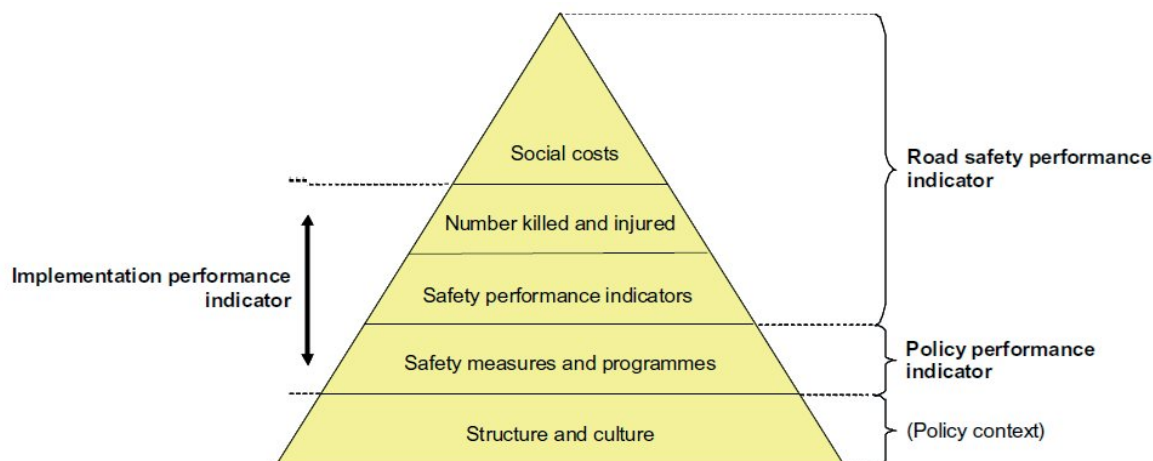 Social costs
Number killed and injured
Safety performance indicators
Safety measures and programmes
Structure and culture
Implementation performance
indicator
Road safety performance
indicator
Policy performance
indicator
(Policy context)